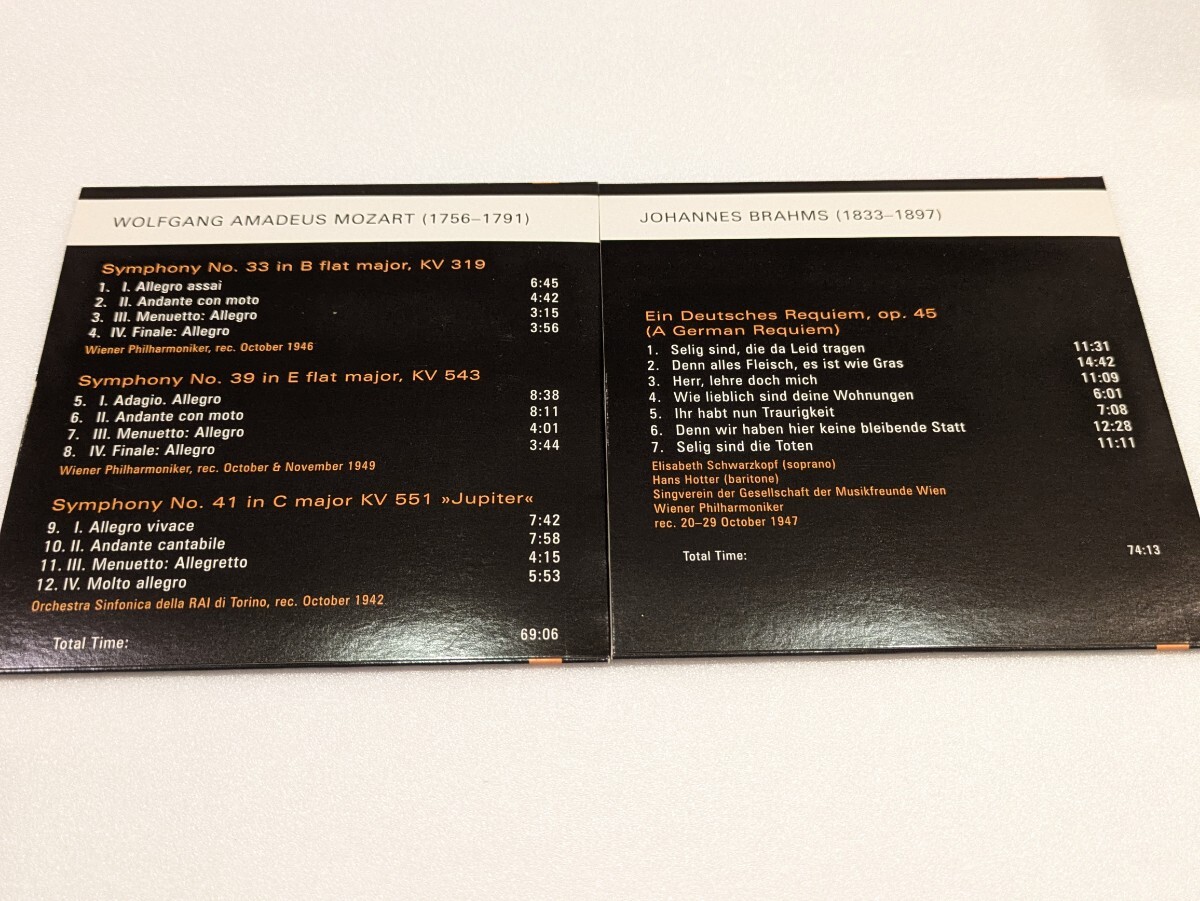 WOLFGANG AMADEUS MOZART (1756–1791)
Symphony No. 33 in B flat major, KV 319
1. I. Allegro assai 6:45
2. II. Andante con moto 4:42
3. III. Menuetto: Allegro 3:15
4. IV. Finale: Allegro 3:56
Wiener Philharmoniker, rec. October 1946
Symphony No. 39 in E flat major, KV 543
5. I. Adagio. Allegro 8:38
6. II. Andante con moto 8:11
7. III. Menuetto: Allegro 4:01
8. IV. Finale: Allegro 3:44
Wiener Philharmoniker, rec. October & November 1949
Symphony No. 41 in C major KV 551 »Jupiter«
9. I. Allegro vivace 7:42
10. II. Andante cantabile 7:58
11. III. Menuetto: Allegretto 4:15
12. IV. Molto allegro 5:53
Orchestra Sinfonica della RAI di Torino, rec. October 1942
Total Time: 69:06
JOHANNES BRAHMS (1833–1897)
Ein Deutsches Requiem, op. 45
(A German Requiem)
1. Selig sind, die da Leid tragen 11:31
2. Denn alles Fleisch, es ist wie Gras 14:42
3. Herr, lehre doch mich 11:09
4. Wie lieblich sind deine Wohnungen 6:01
5. Ihr habt nun Traurigkeit 7:08
6. Denn wir haben hier keine bleibende Statt 12:28
7. Selig sind die Toten 11:11
Elisabeth Schwarzkopf (soprano)
Hans Hotter (baritone)
Singverein der Gesellschaft der Musikfreunde Wien
Wiener Philharmoniker
rec. 20–29 October 1947
Total Time: 74:13